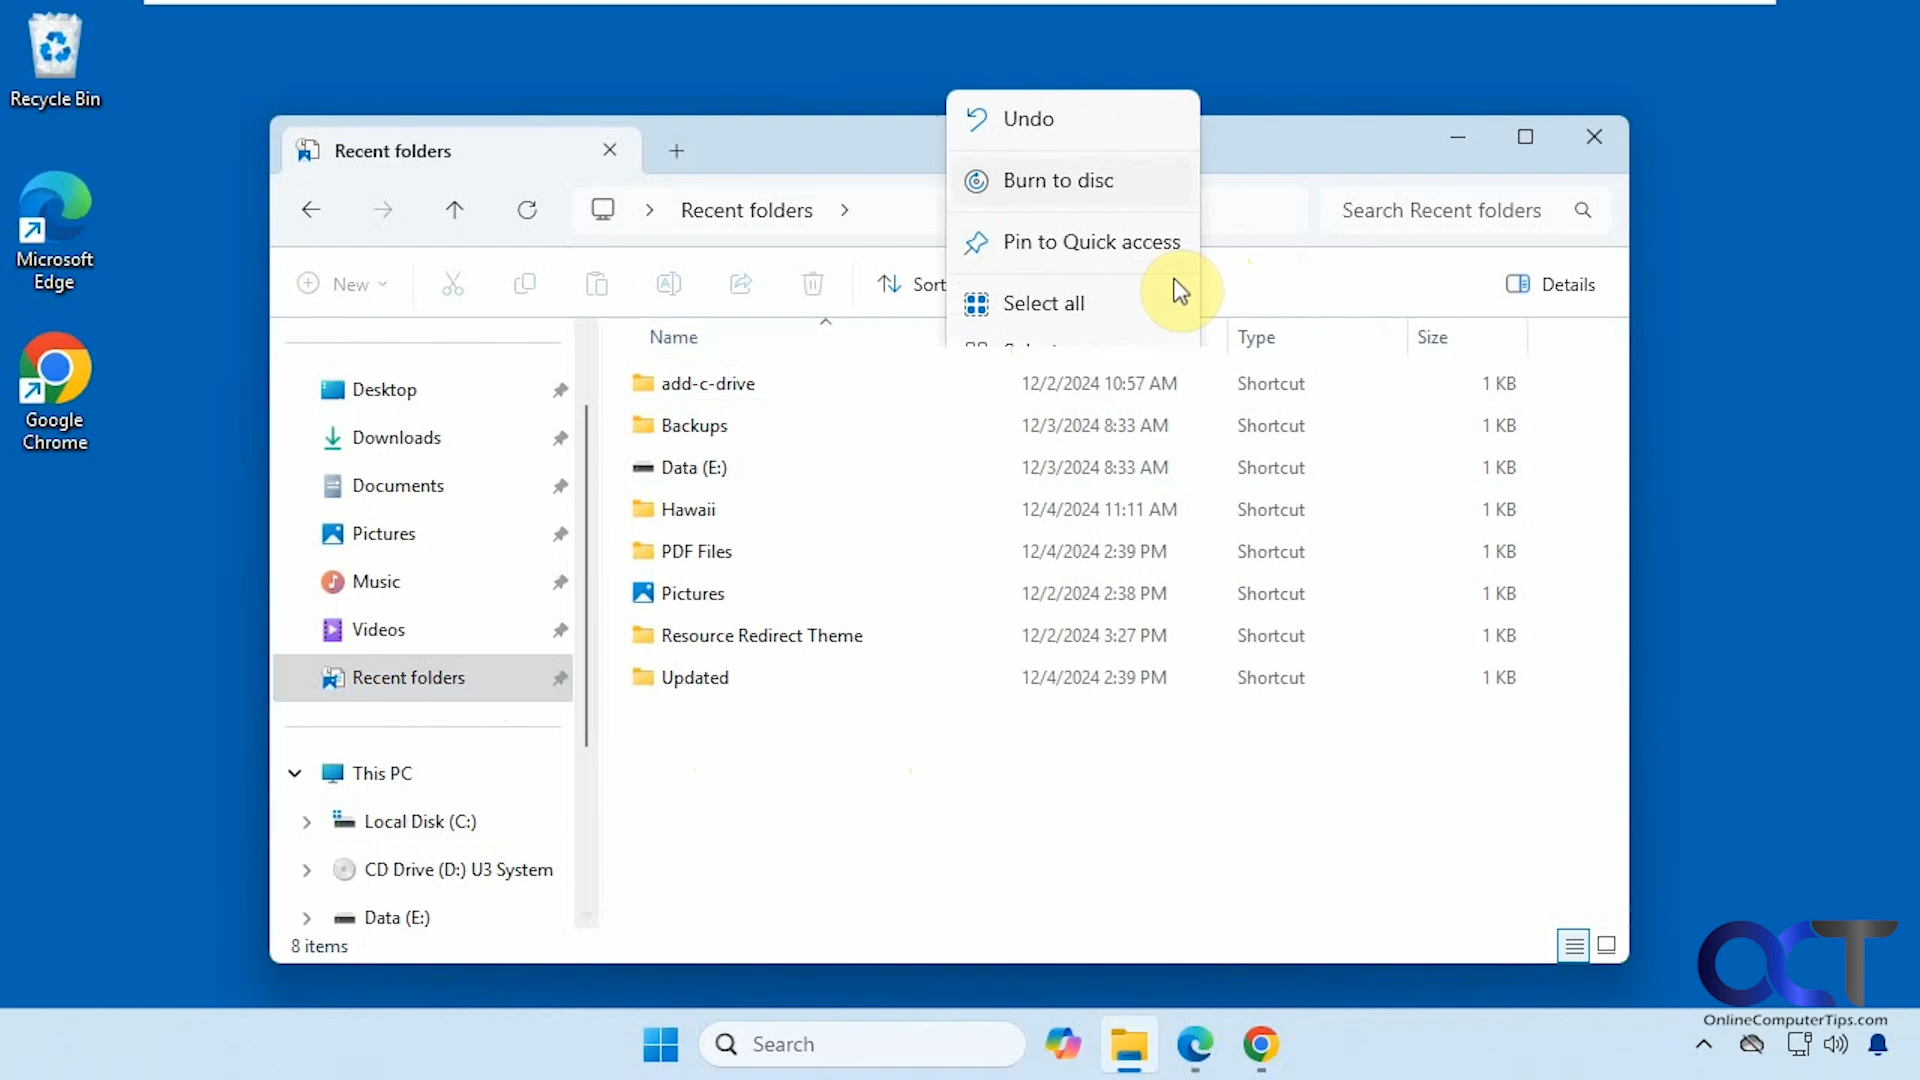 Recycle Bin
Microsoft
Edge
Google
Chrome
Recent folders
Recent folders
Search Recent folders
New
Sort
Details
Undo
Burn to disc
Pin to Quick access
Select all
Name
Type
Size
add-c-drive 12/2/2024 10:57 AM Shortcut 1 KB
Backups 12/3/2024 8:33 AM Shortcut 1 KB
Data (E:) 12/3/2024 8:33 AM Shortcut 1 KB
Hawaii 12/4/2024 11:11 AM Shortcut 1 KB
PDF Files 12/4/2024 2:39 PM Shortcut 1 KB
Pictures 12/2/2024 2:38 PM Shortcut 1 KB
Resource Redirect Theme 12/2/2024 3:27 PM Shortcut 1 KB
Updated 12/4/2024 2:39 PM Shortcut 1 KB
Desktop
Downloads
Documents
Pictures
Music
Videos
Recent folders
This PC
Local Disk (C:)
CD Drive (D:) U3 System
Data (E:)
8 items
OCT
OnlineComputerTips.com
Search